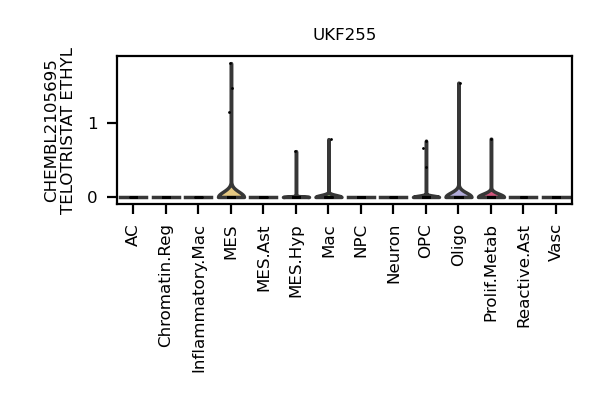 UKF255
CHEMBL2105695
TELOTRISTAT ETHYL
1
0
AC
Chromatin.Reg
Inflammatory.Mac
MES
MES.Ast
MES.Hyp
Mac
NPC
Neuron
OPC
Oligo
Prolif.Metab
Reactive.Ast
Vasc